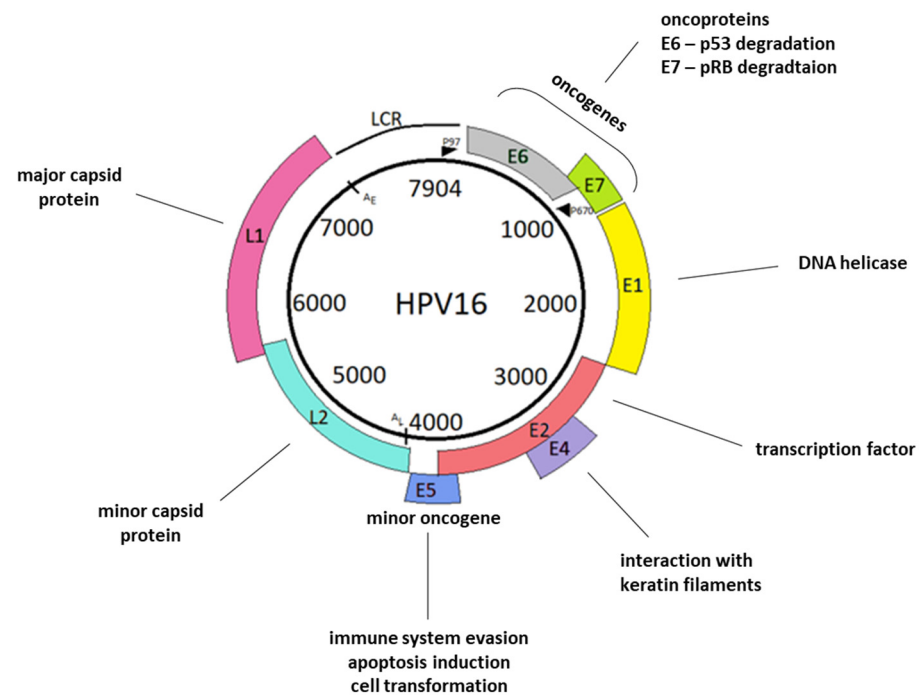 oncoproteins
E6 – p53 degradation
E7 – pRB degradtaion
oncogenes
LCR
P97
E6
E7
major capsid
protein
7904
AE
P670
7000
1000
L1
DNA helicase
E1
6000
HPV16
2000
5000
3000
L2
AL
4000
E2
E4
transcription factor
E5
minor oncogene
minor capsid
protein
interaction with
keratin filaments
immune system evasion
apoptosis induction
cell transformation